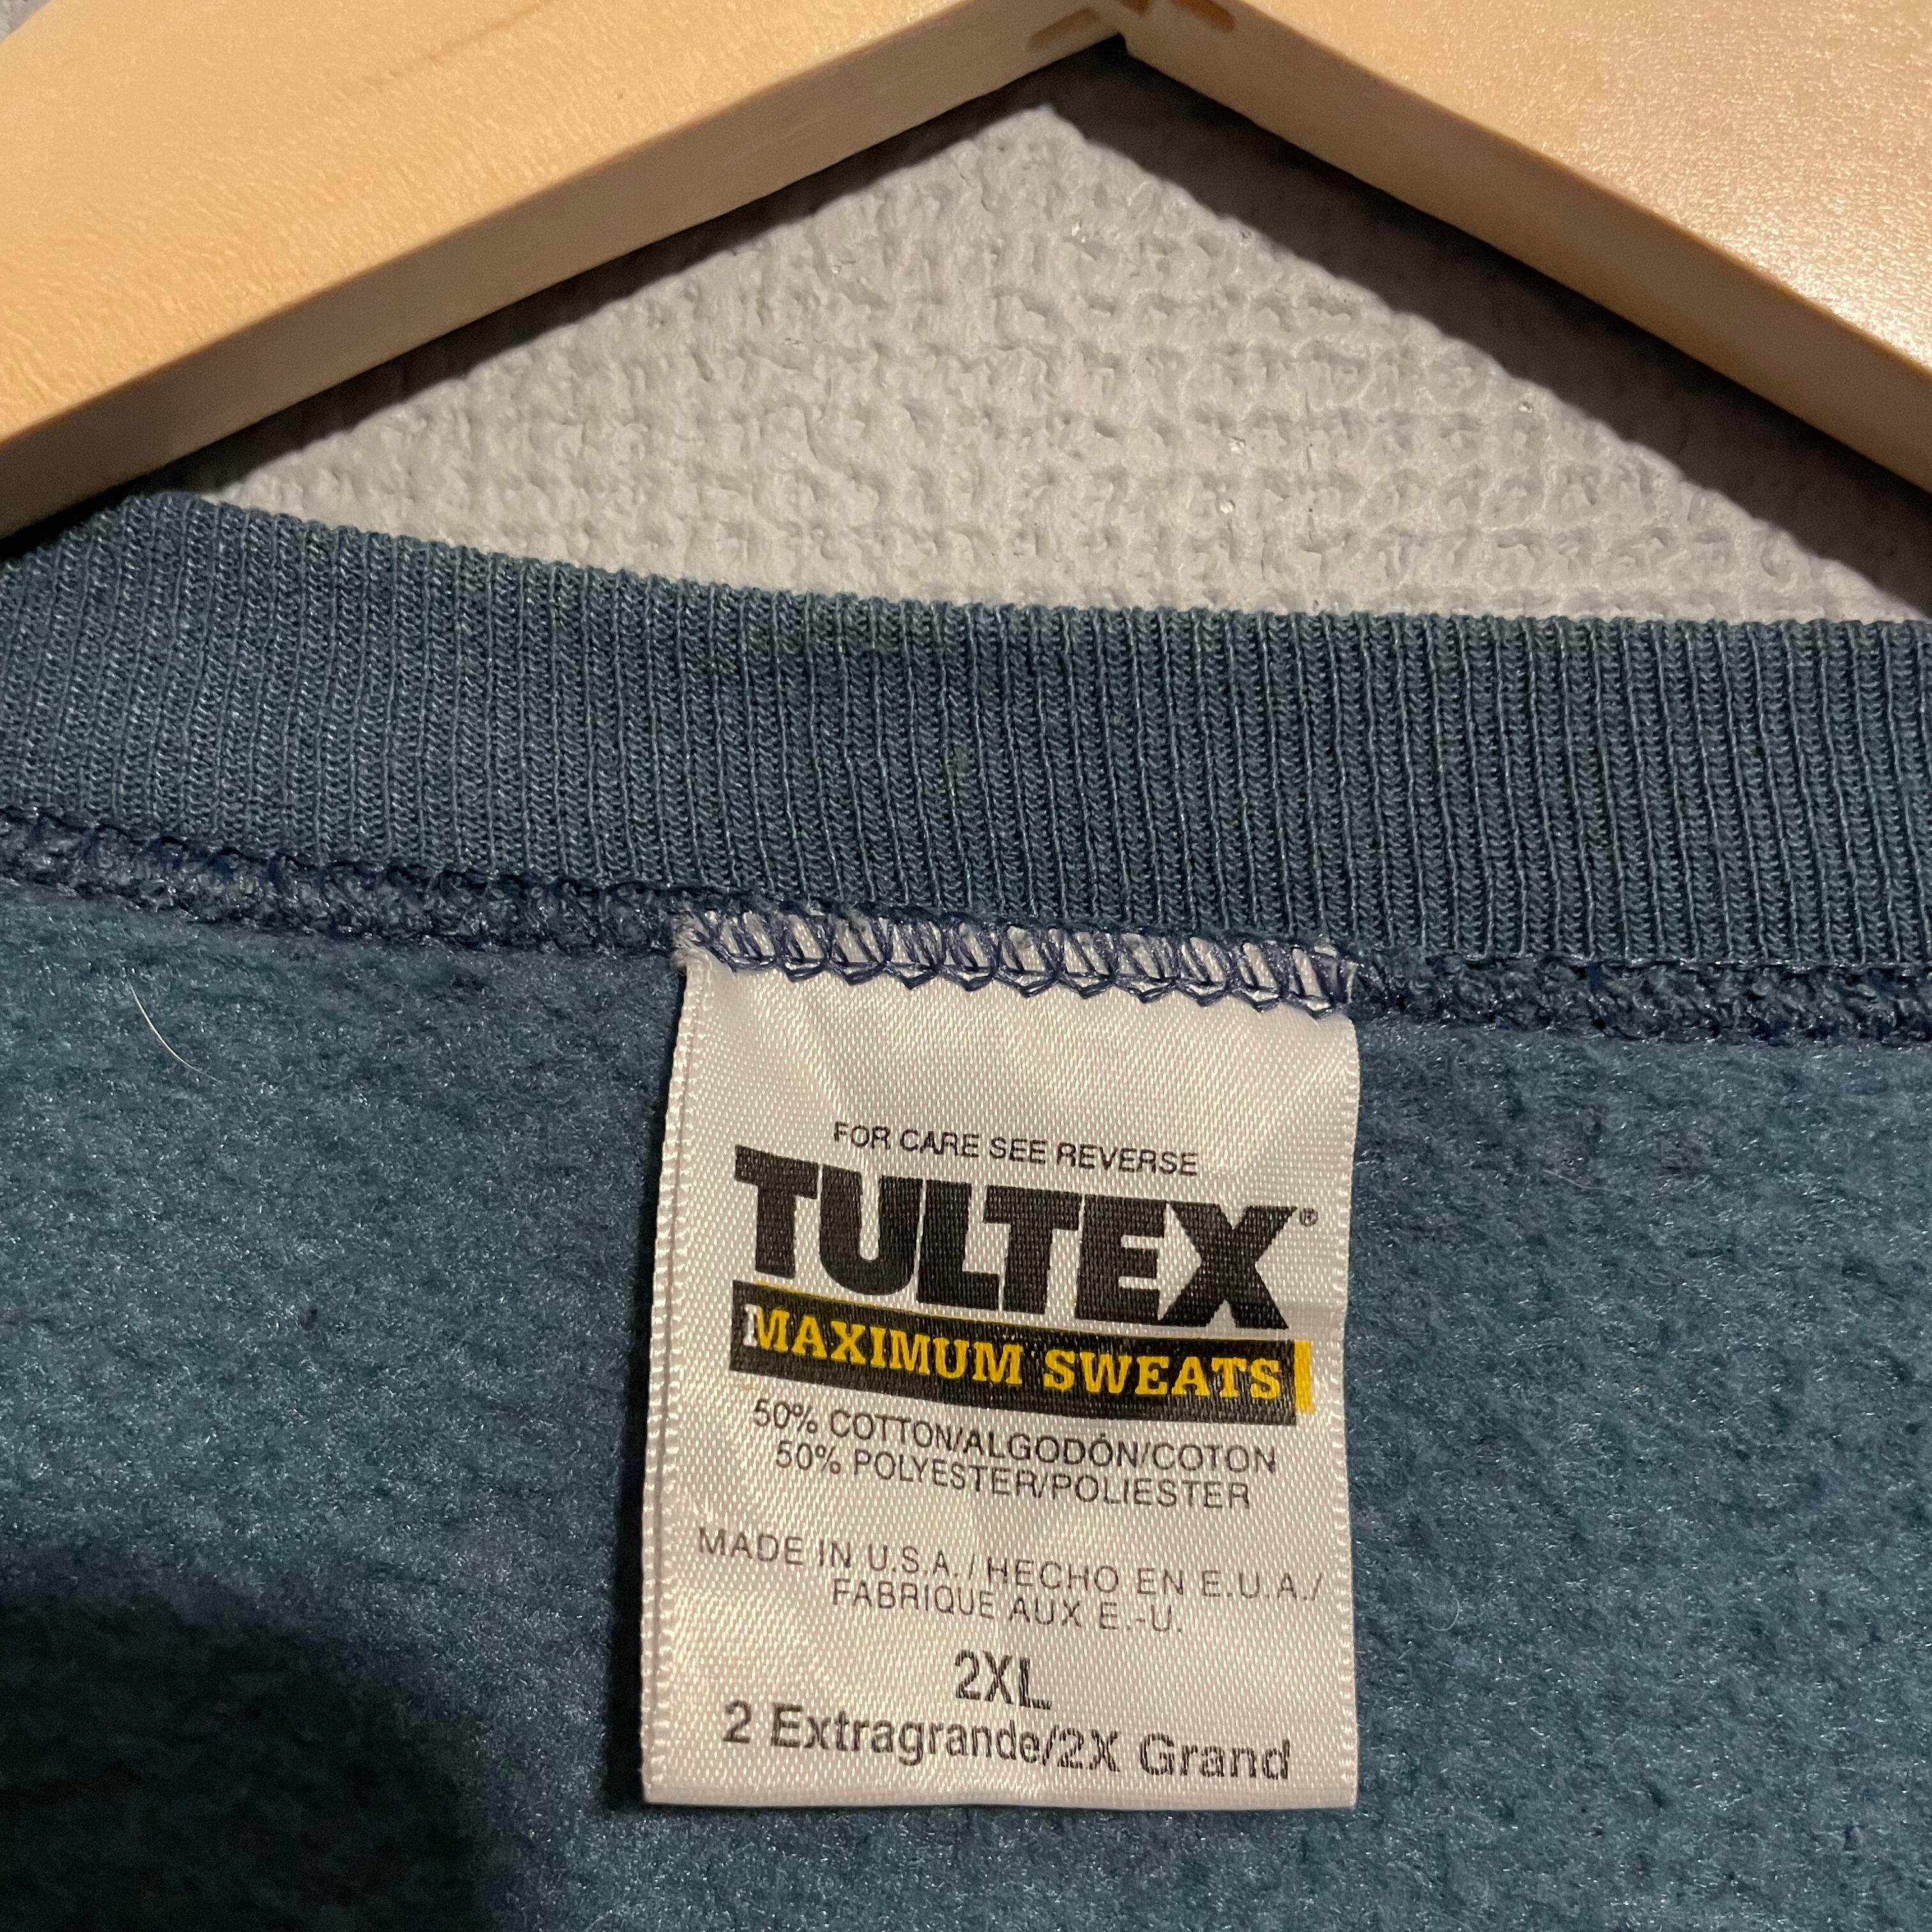 FOR CARE SEE REVERSE
TULTEX®
MAXIMUM SWEATS
50% COTTON/ALGODÓN/COTON
50% POLYESTER/POLIESTER
MADE IN U.S.A./HECHO EN E.U.A./
FABRIQUE AUX E.-U.
2XL
2 Extragrande/2X Grand